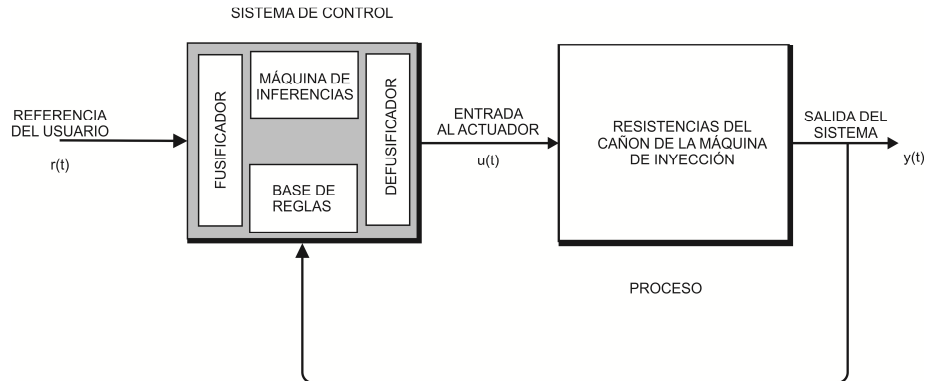 SISTEMA DE CONTROL
REFERENCIA
DEL USUARIO
r(t)
FUSIFICADOR
MÁQUINA DE
INFERENCIAS
BASE DE
REGLAS
DEFUSIFICADOR
ENTRADA
AL ACTUADOR
u(t)
RESISTENCIAS DEL
CAÑON DE LA MÁQUINA
DE INYECCIÓN
SALIDA DEL
SISTEMA
y(t)
PROCESO